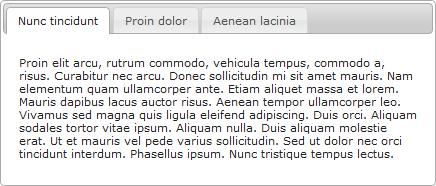 Nunc tincidunt Proin dolor Aenean lacinia
Proin elit arcu, rutrum commodo, vehicula tempus, commodo a,
risus. Curabitur nec arcu. Donec sollicitudin mi sit amet mauris. Nam
elementum quam ullamcorper ante. Etiam aliquet massa et lorem.
Mauris dapibus lacus auctor risus. Aenean tempor ullamcorper leo.
Vivamus sed magna quis ligula eleifend adipiscing. Duis orci. Aliquam
sodales tortor vitae ipsum. Aliquam nulla. Duis aliquam molestie
erat. Ut et mauris vel pede varius sollicitudin. Sed ut dolor nec orci
tincidunt interdum. Phasellus ipsum. Nunc tristique tempus lectus.